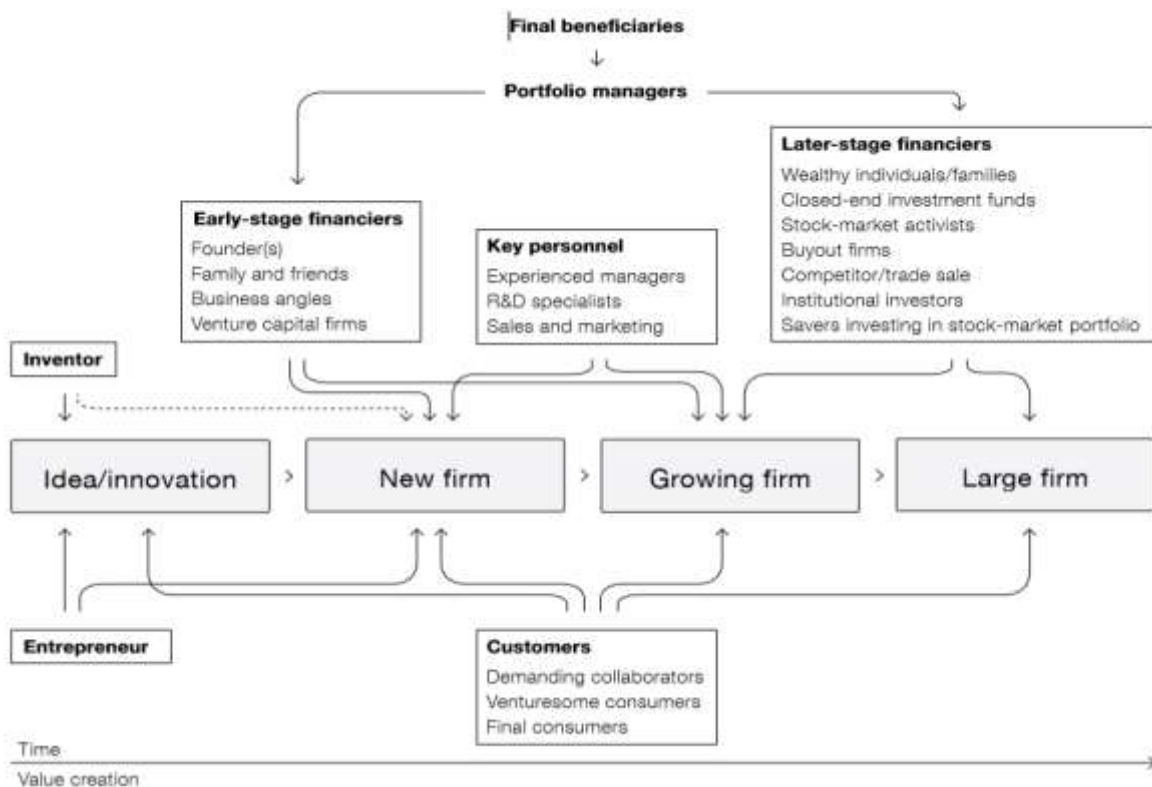 Final beneficiaries
Portfolio managers
Later-stage financiers
Wealthy individuals/families
Closed-end investment funds
Stock-market activists
Buyout firms
Competitor/trade sale
Institutional investors
Savers investing in stock-market portfolio
Early-stage financiers
Founder(s)
Family and friends
Business angles
Venture capital firms
Key personnel
Experienced managers
R&D specialists
Sales and marketing
Inventor
Idea/innovation > New firm > Growing firm > Large firm
Entrepreneur
Customers
Demanding collaborators
Venturesome consumers
Final consumers
Time
Value creation